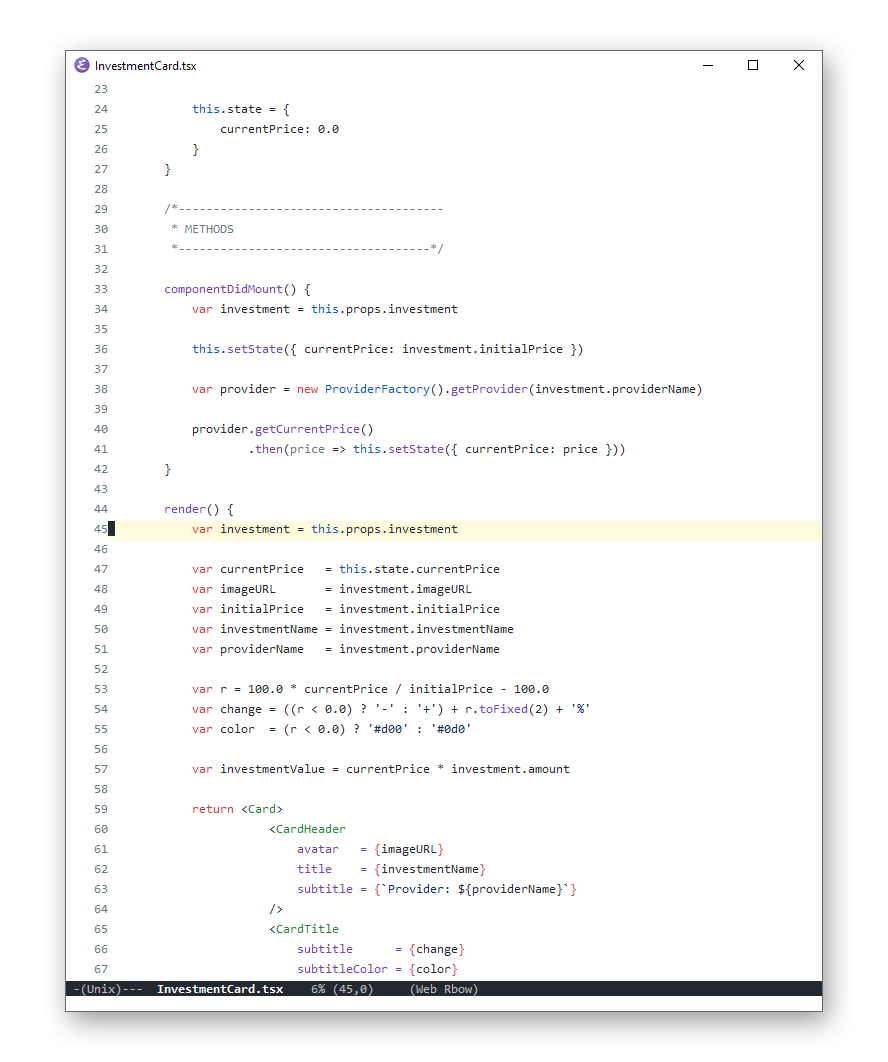 InvestmentCard.tsx
23
24            this.state = {
25                currentPrice: 0.0
26            }
27        }
28
29        /*--------------------------------------
30         * METHODS
31         *------------------------------------*/
32
33        componentDidMount() {
34            var investment = this.props.investment
35
36            this.setState({ currentPrice: investment.initialPrice })
37
38            var provider = new ProviderFactory().getProvider(investment.providerName)
39
40            provider.getCurrentPrice()
41                    .then(price => this.setState({ currentPrice: price }))
42        }
43
44        render() {
45            var investment = this.props.investment
46
47            var currentPrice   = this.state.currentPrice
48            var imageURL       = investment.imageURL
49            var initialPrice   = investment.initialPrice
50            var investmentName = investment.investmentName
51            var providerName   = investment.providerName
52
53            var r = 100.0 * currentPrice / initialPrice - 100.0
54            var change = ((r < 0.0) ? '-' : '+') + r.toFixed(2) + '%'
55            var color  = (r < 0.0) ? '#d00' : '#0d0'
56
57            var investmentValue = currentPrice * investment.amount
58
59            return <Card>
60                       <CardHeader
61                           avatar   = {imageURL}
62                           title    = {investmentName}
63                           subtitle = {`Provider: ${providerName}`}
64                       />
65                       <CardTitle
66                           subtitle      = {change}
67                           subtitleColor = {color}
-(Unix)---  InvestmentCard.tsx    6% (45,0)     (Web Rbow)